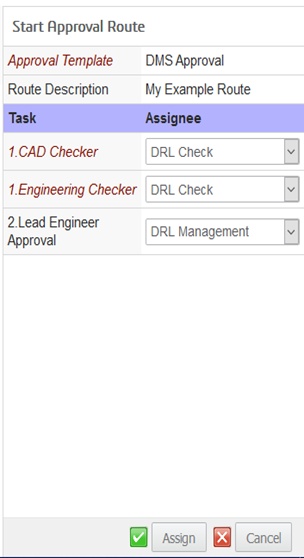 Start Approval Route
Approval Template DMS Approval
Route Description My Example Route
Task Assignee
1.CAD Checker DRL Check
1.Engineering Checker DRL Check
2.Lead Engineer
Approval DRL Management
Assign Cancel